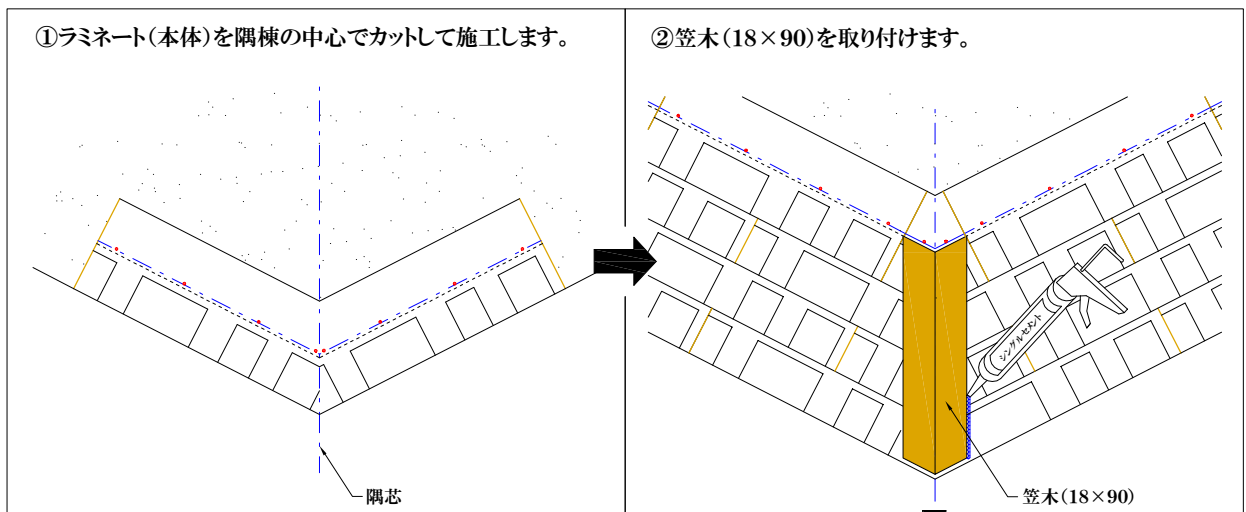 ①ラミネート(本体)を隅棟の中心でカットして施工します。
隅芯
②笠木(18×90)を取り付けます。
シングルセメント
笠木(18×90)